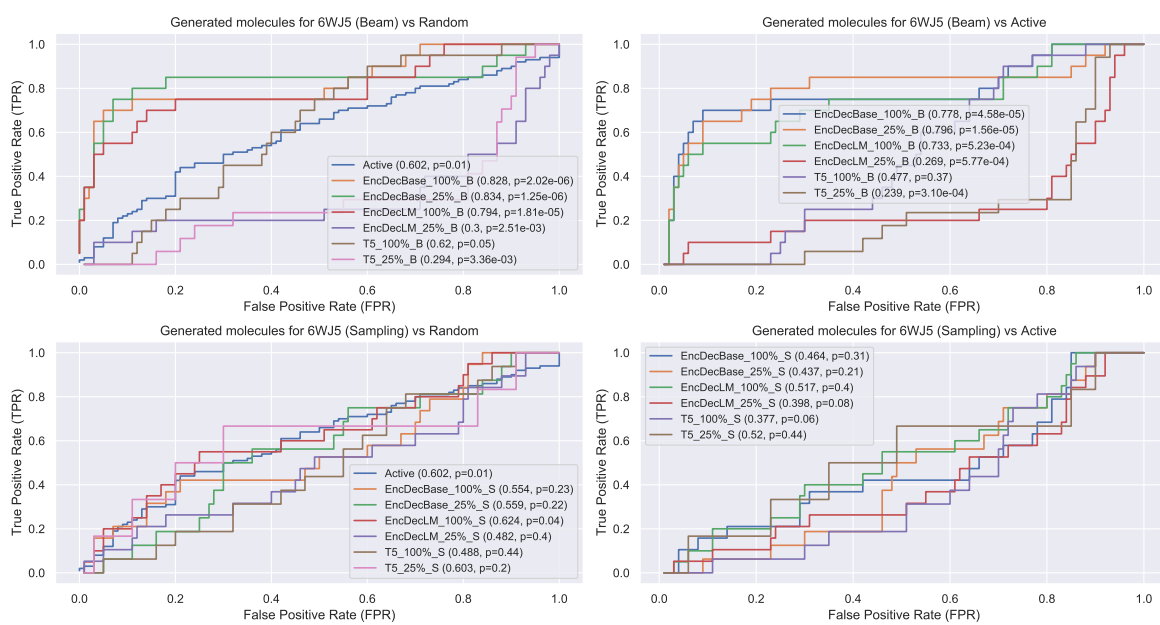 Generated molecules for 6WJ5 (Beam) vs Random
True Positive Rate (TPR)
1.0
0.8
0.6
0.4
0.2
0.0
Active (0.602, p=0.01)
EncDecBase_100%_B (0.828, p=2.02e-06)
EncDecBase_25%_B (0.834, p=1.25e-06)
EncDecLM_100%_B (0.794, p=1.81e-05)
EncDecLM_25%_B (0.3, p=2.51e-03)
T5_100%_B (0.62, p=0.05)
T5_25%_B (0.294, p=3.36e-03)
0.0 0.2 0.4 0.6 0.8 1.0
False Positive Rate (FPR)
Generated molecules for 6WJ5 (Beam) vs Active
True Positive Rate (TPR)
1.0
0.8
0.6
0.4
0.2
0.0
EncDecBase_100%_B (0.778, p=4.58e-05)
EncDecBase_25%_B (0.796, p=1.56e-05)
EncDecLM_100%_B (0.733, p=5.23e-04)
EncDecLM_25%_B (0.269, p=5.77e-04)
T5_100%_B (0.477, p=0.37)
T5_25%_B (0.239, p=3.10e-04)
0.0 0.2 0.4 0.6 0.8 1.0
False Positive Rate (FPR)
Generated molecules for 6WJ5 (Sampling) vs Random
True Positive Rate (TPR)
1.0
0.8
0.6
0.4
0.2
0.0
Active (0.602, p=0.01)
EncDecBase_100%_S (0.554, p=0.23)
EncDecBase_25%_S (0.559, p=0.22)
EncDecLM_100%_S (0.624, p=0.04)
EncDecLM_25%_S (0.482, p=0.4)
T5_100%_S (0.488, p=0.44)
T5_25%_S (0.603, p=0.2)
0.0 0.2 0.4 0.6 0.8 1.0
False Positive Rate (FPR)
Generated molecules for 6WJ5 (Sampling) vs Active
True Positive Rate (TPR)
1.0
0.8
0.6
0.4
0.2
0.0
EncDecBase_100%_S (0.464, p=0.31)
EncDecBase_25%_S (0.437, p=0.21)
EncDecLM_100%_S (0.517, p=0.4)
EncDecLM_25%_S (0.398, p=0.08)
T5_100%_S (0.377, p=0.06)
T5_25%_S (0.52, p=0.44)
0.0 0.2 0.4 0.6 0.8 1.0
False Positive Rate (FPR)